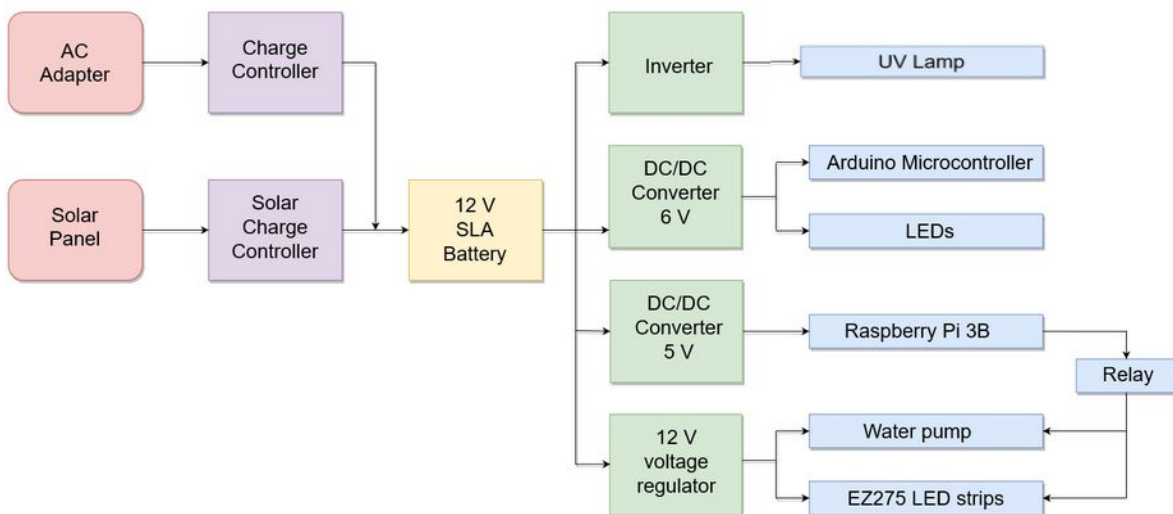 AC
Adapter
Charge
Controller
Inverter
UV Lamp
Solar
Panel
Solar
Charge
Controller
12 V
SLA
Battery
DC/DC
Converter
6 V
Arduino Microcontroller
LEDs
DC/DC
Converter
5 V
Raspberry Pi 3B
Relay
12 V
voltage
regulator
Water pump
EZ275 LED strips